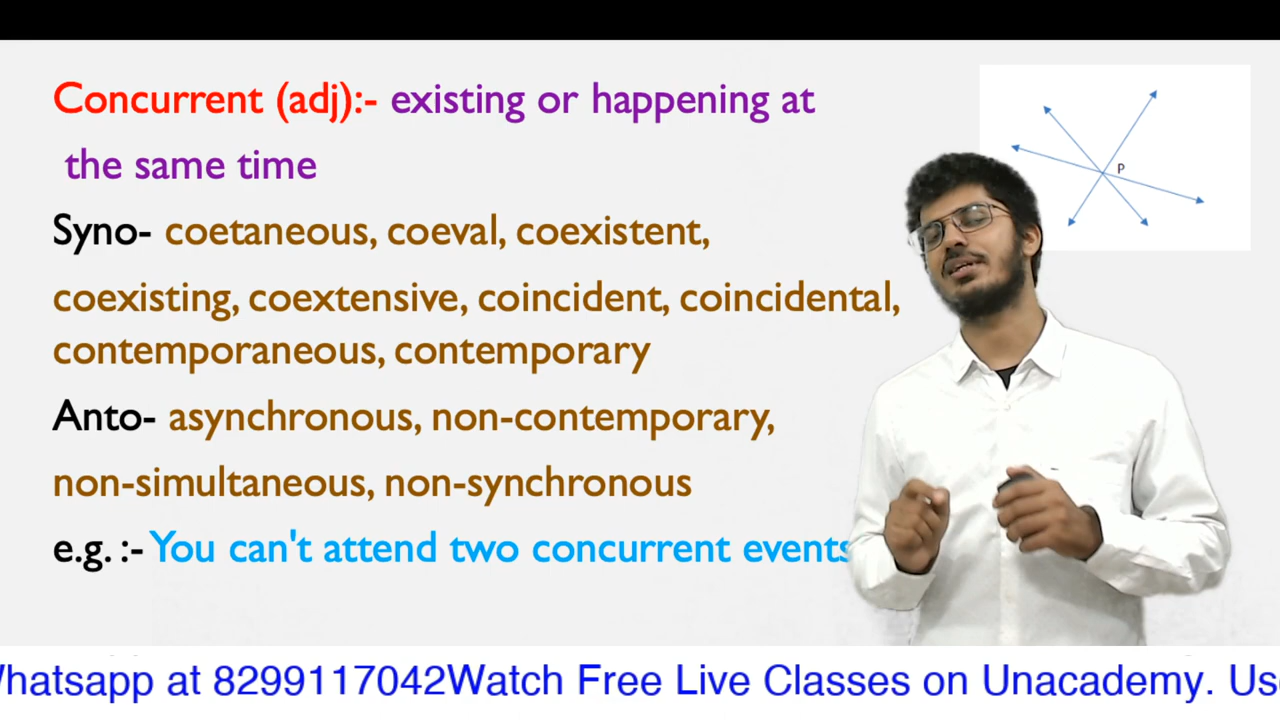 Concurrent (adj):- existing or happening at
the same time
P
Syno- coetaneous, coeval, coexistent,
coexisting, coextensive, coincident, coincidental,
contemporaneous, contemporary
Anto- asynchronous, non-contemporary,
non-simultaneous, non-synchronous
e.g. :- You can't attend two concurrent events
at 8299117042Watch Free Live Classes on Unacademy.